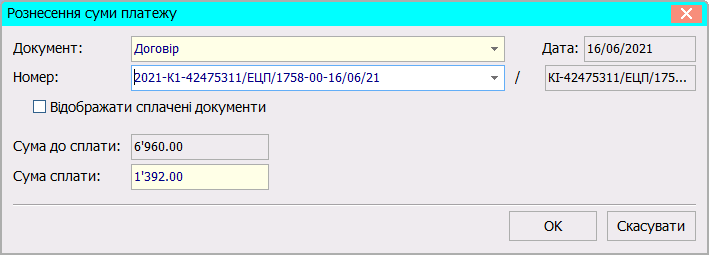 Рознесення суми платежу
Документ: Договір Дата: 16/06/2021
Номер: 2021-К1-42475311/ЕЦП/1758-00-16/06/21 / КІ-42475311/ЕЦП/175...
Відображати сплачені документи
Сума до сплати: 6'960.00
Сума сплати: 1'392.00
OK Скасувати